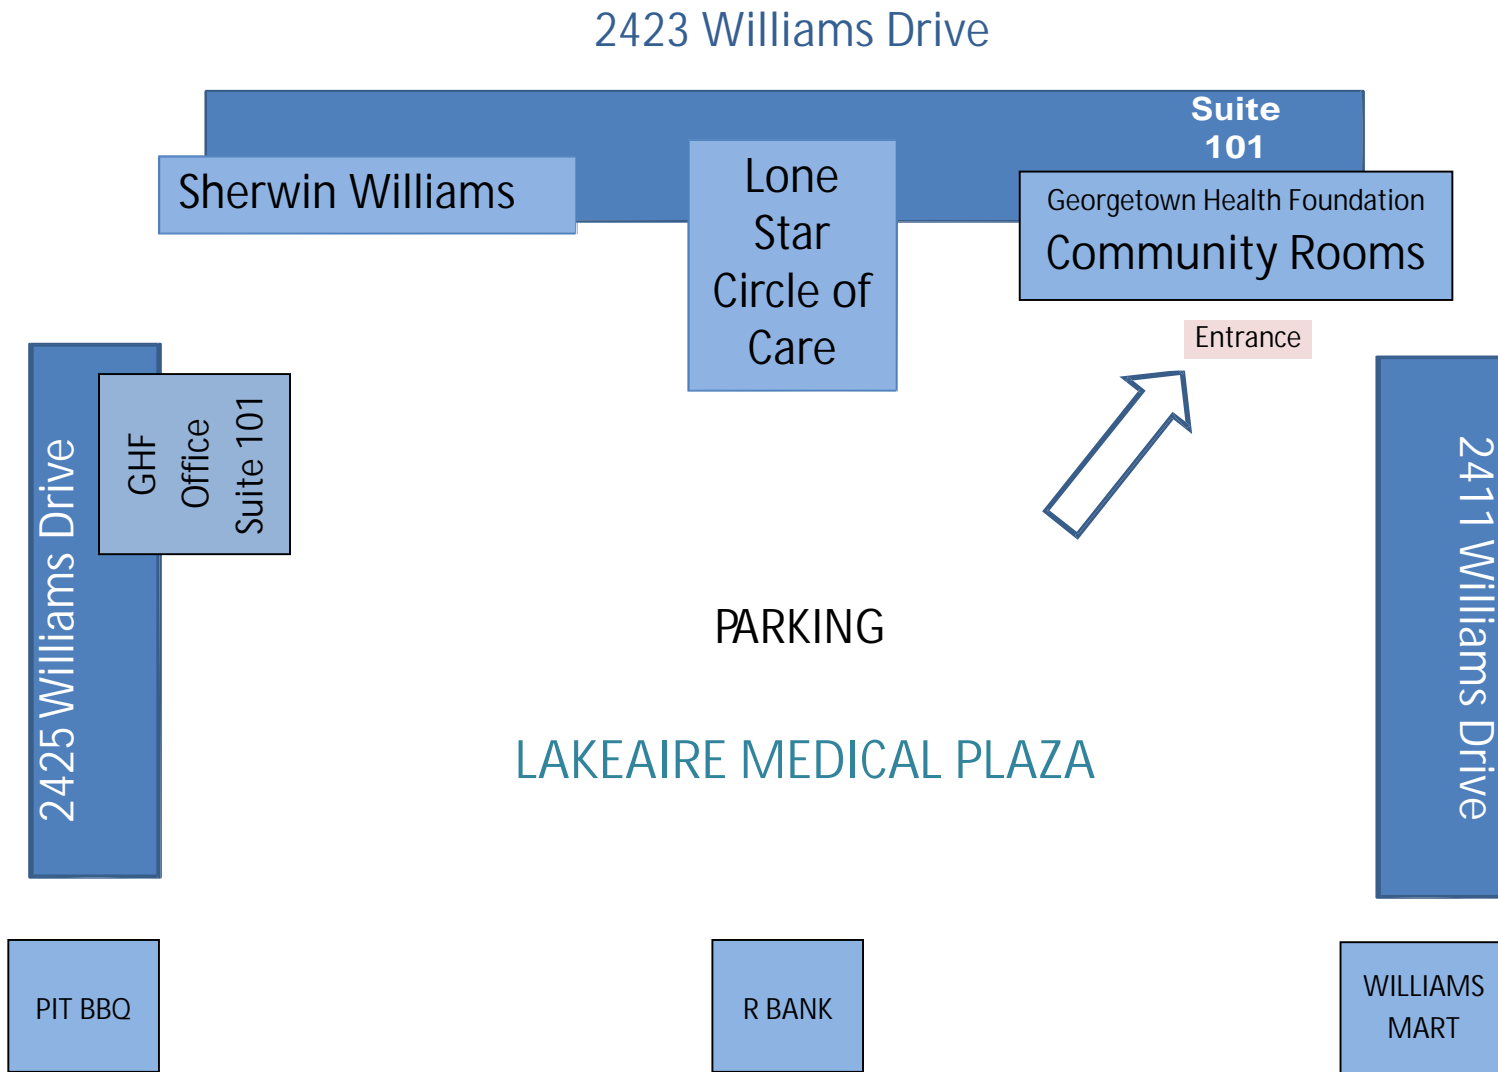 2423 Williams Drive
Suite
101
Sherwin Williams
Lone
Star
Circle of
Care
Georgetown Health Foundation
Community Rooms
Entrance
2425 Williams Drive
GHF
Office
Suite 101
2411 Williams Drive
PARKING
LAKEAIRE MEDICAL PLAZA
PIT BBQ
R BANK
WILLIAMS
MART